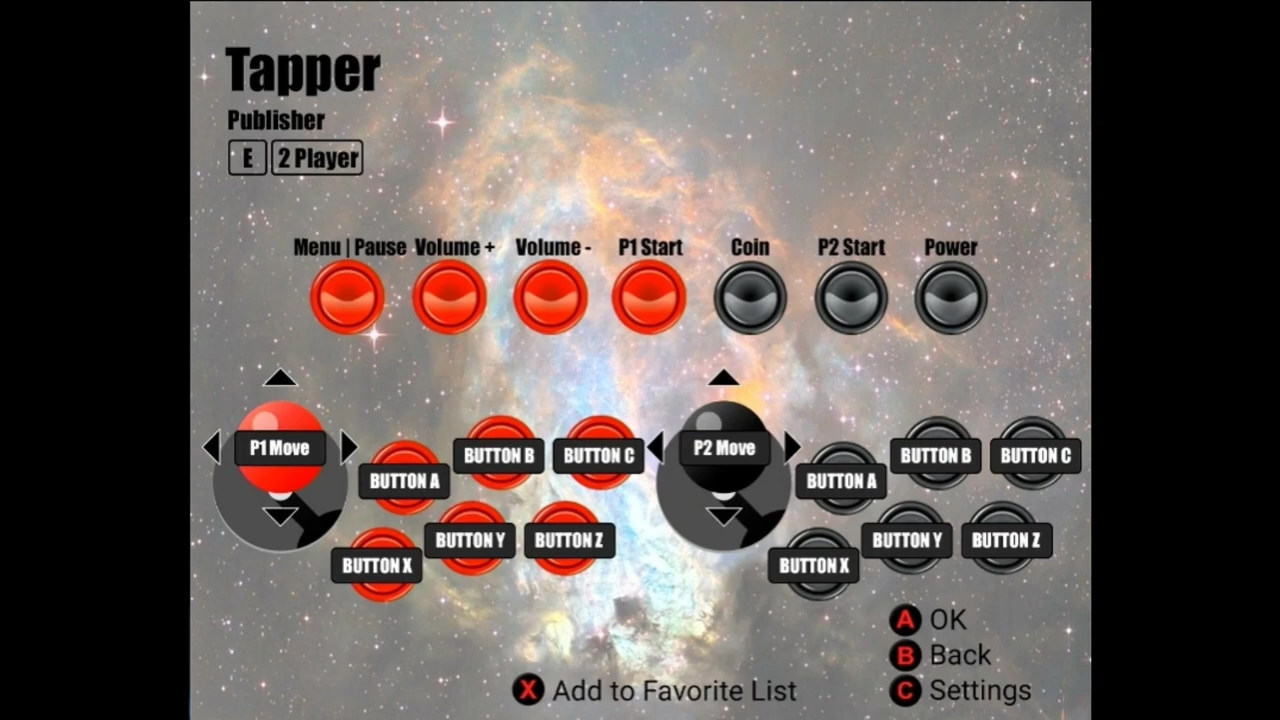 Tapper
Publisher
E 2 Player
Menu | Pause Volume + Volume - P1 Start Coin P2 Start Power
P1 Move BUTTON A BUTTON B BUTTON C
BUTTON X BUTTON Y BUTTON Z
P2 Move BUTTON A BUTTON B BUTTON C
BUTTON X BUTTON Y BUTTON Z
A OK
B Back
X Add to Favorite List
C Settings